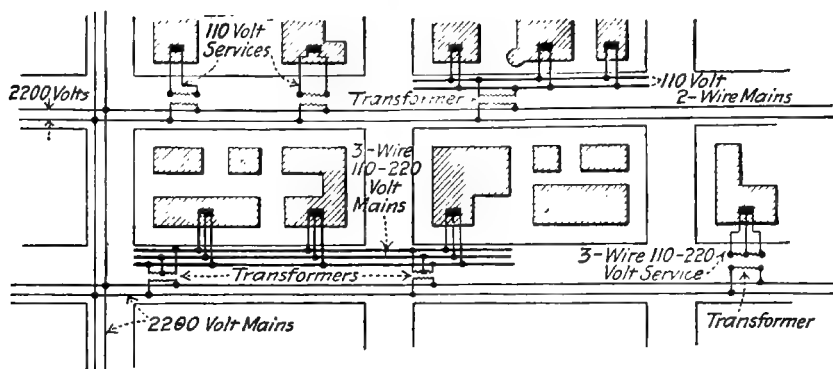 110 Volt
Services
2200 Volts
Transformer
110 Volt
2-Wire Mains
3-Wire
110-220
Volt
Mains
Transformers
3-Wire 110-220
Volt Service
2200 Volt Mains
Transformer